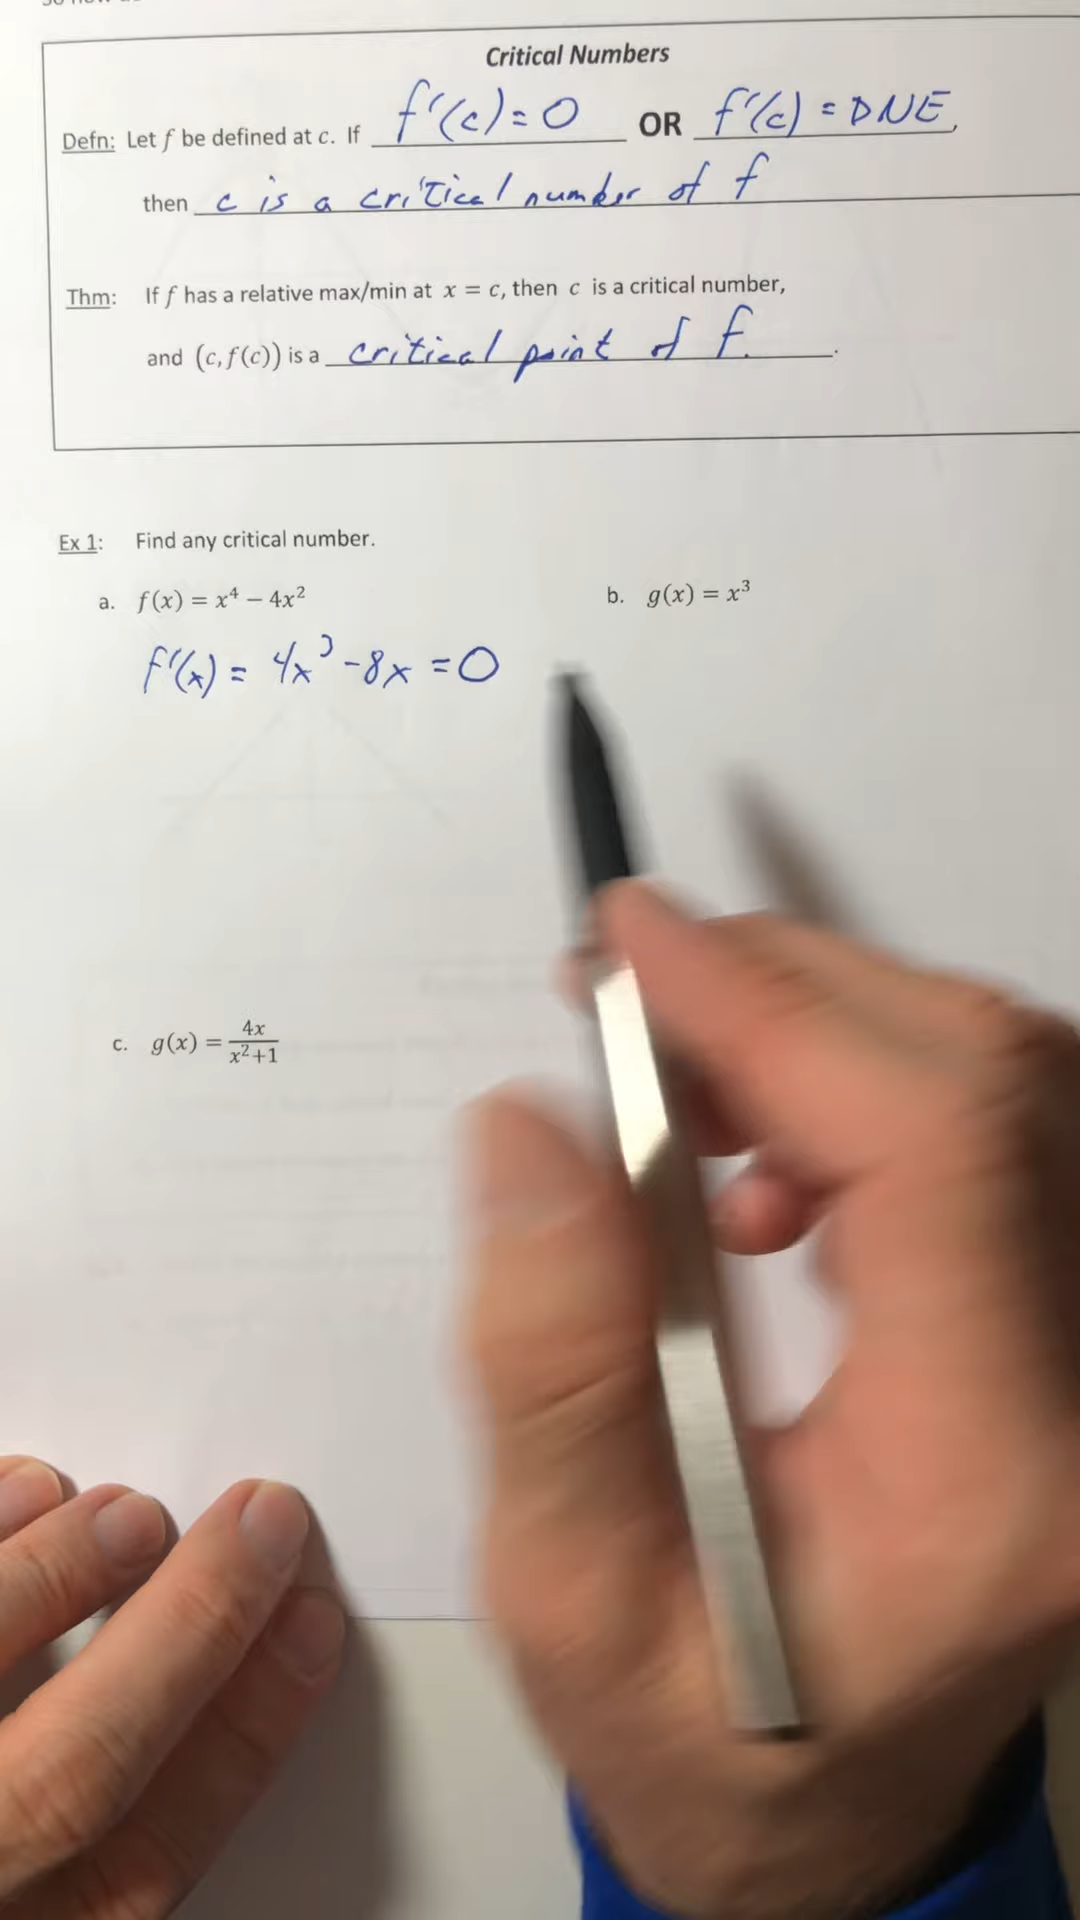 Critical Numbers
Defn: Let f be defined at c. If f'(c) = 0 OR f'(c) = DNE,
then c is a critical number of f
Thm: If f has a relative max/min at x = c, then c is a critical number,
and (c, f(c)) is a critical point of f.
Ex 1: Find any critical number.
a. f(x) = x⁴ − 4x² b. g(x) = x³
f'(x) = 4x³ - 8x = 0
c. g(x) = 4x/(x²+1)